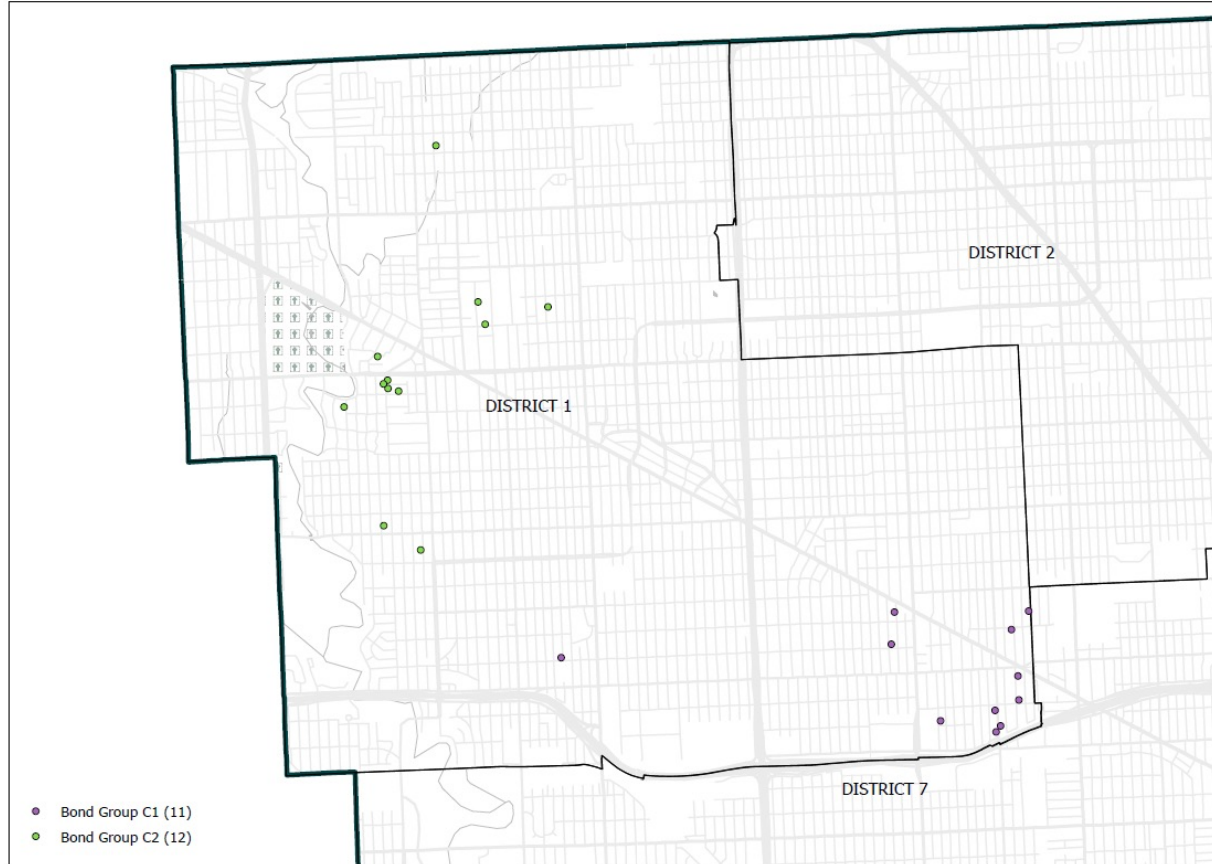 DISTRICT 2
DISTRICT 1
DISTRICT 7
Bond Group C1 (11)
Bond Group C2 (12)